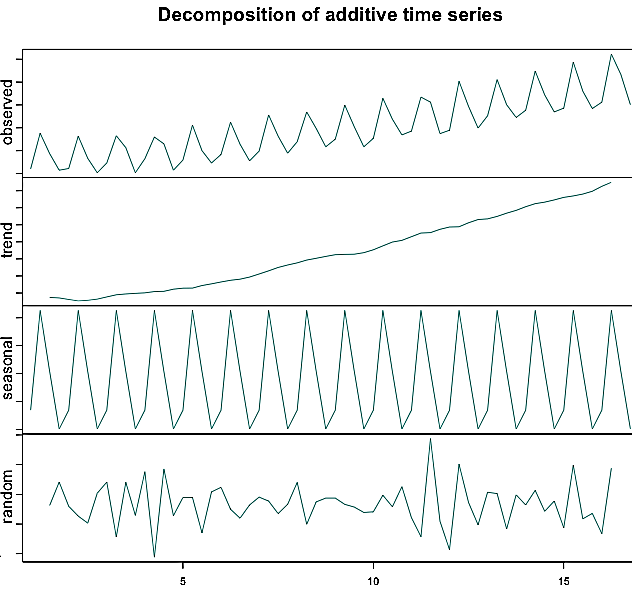 Decomposition of additive time series
observed
trend
seasonal
random
5
10
15